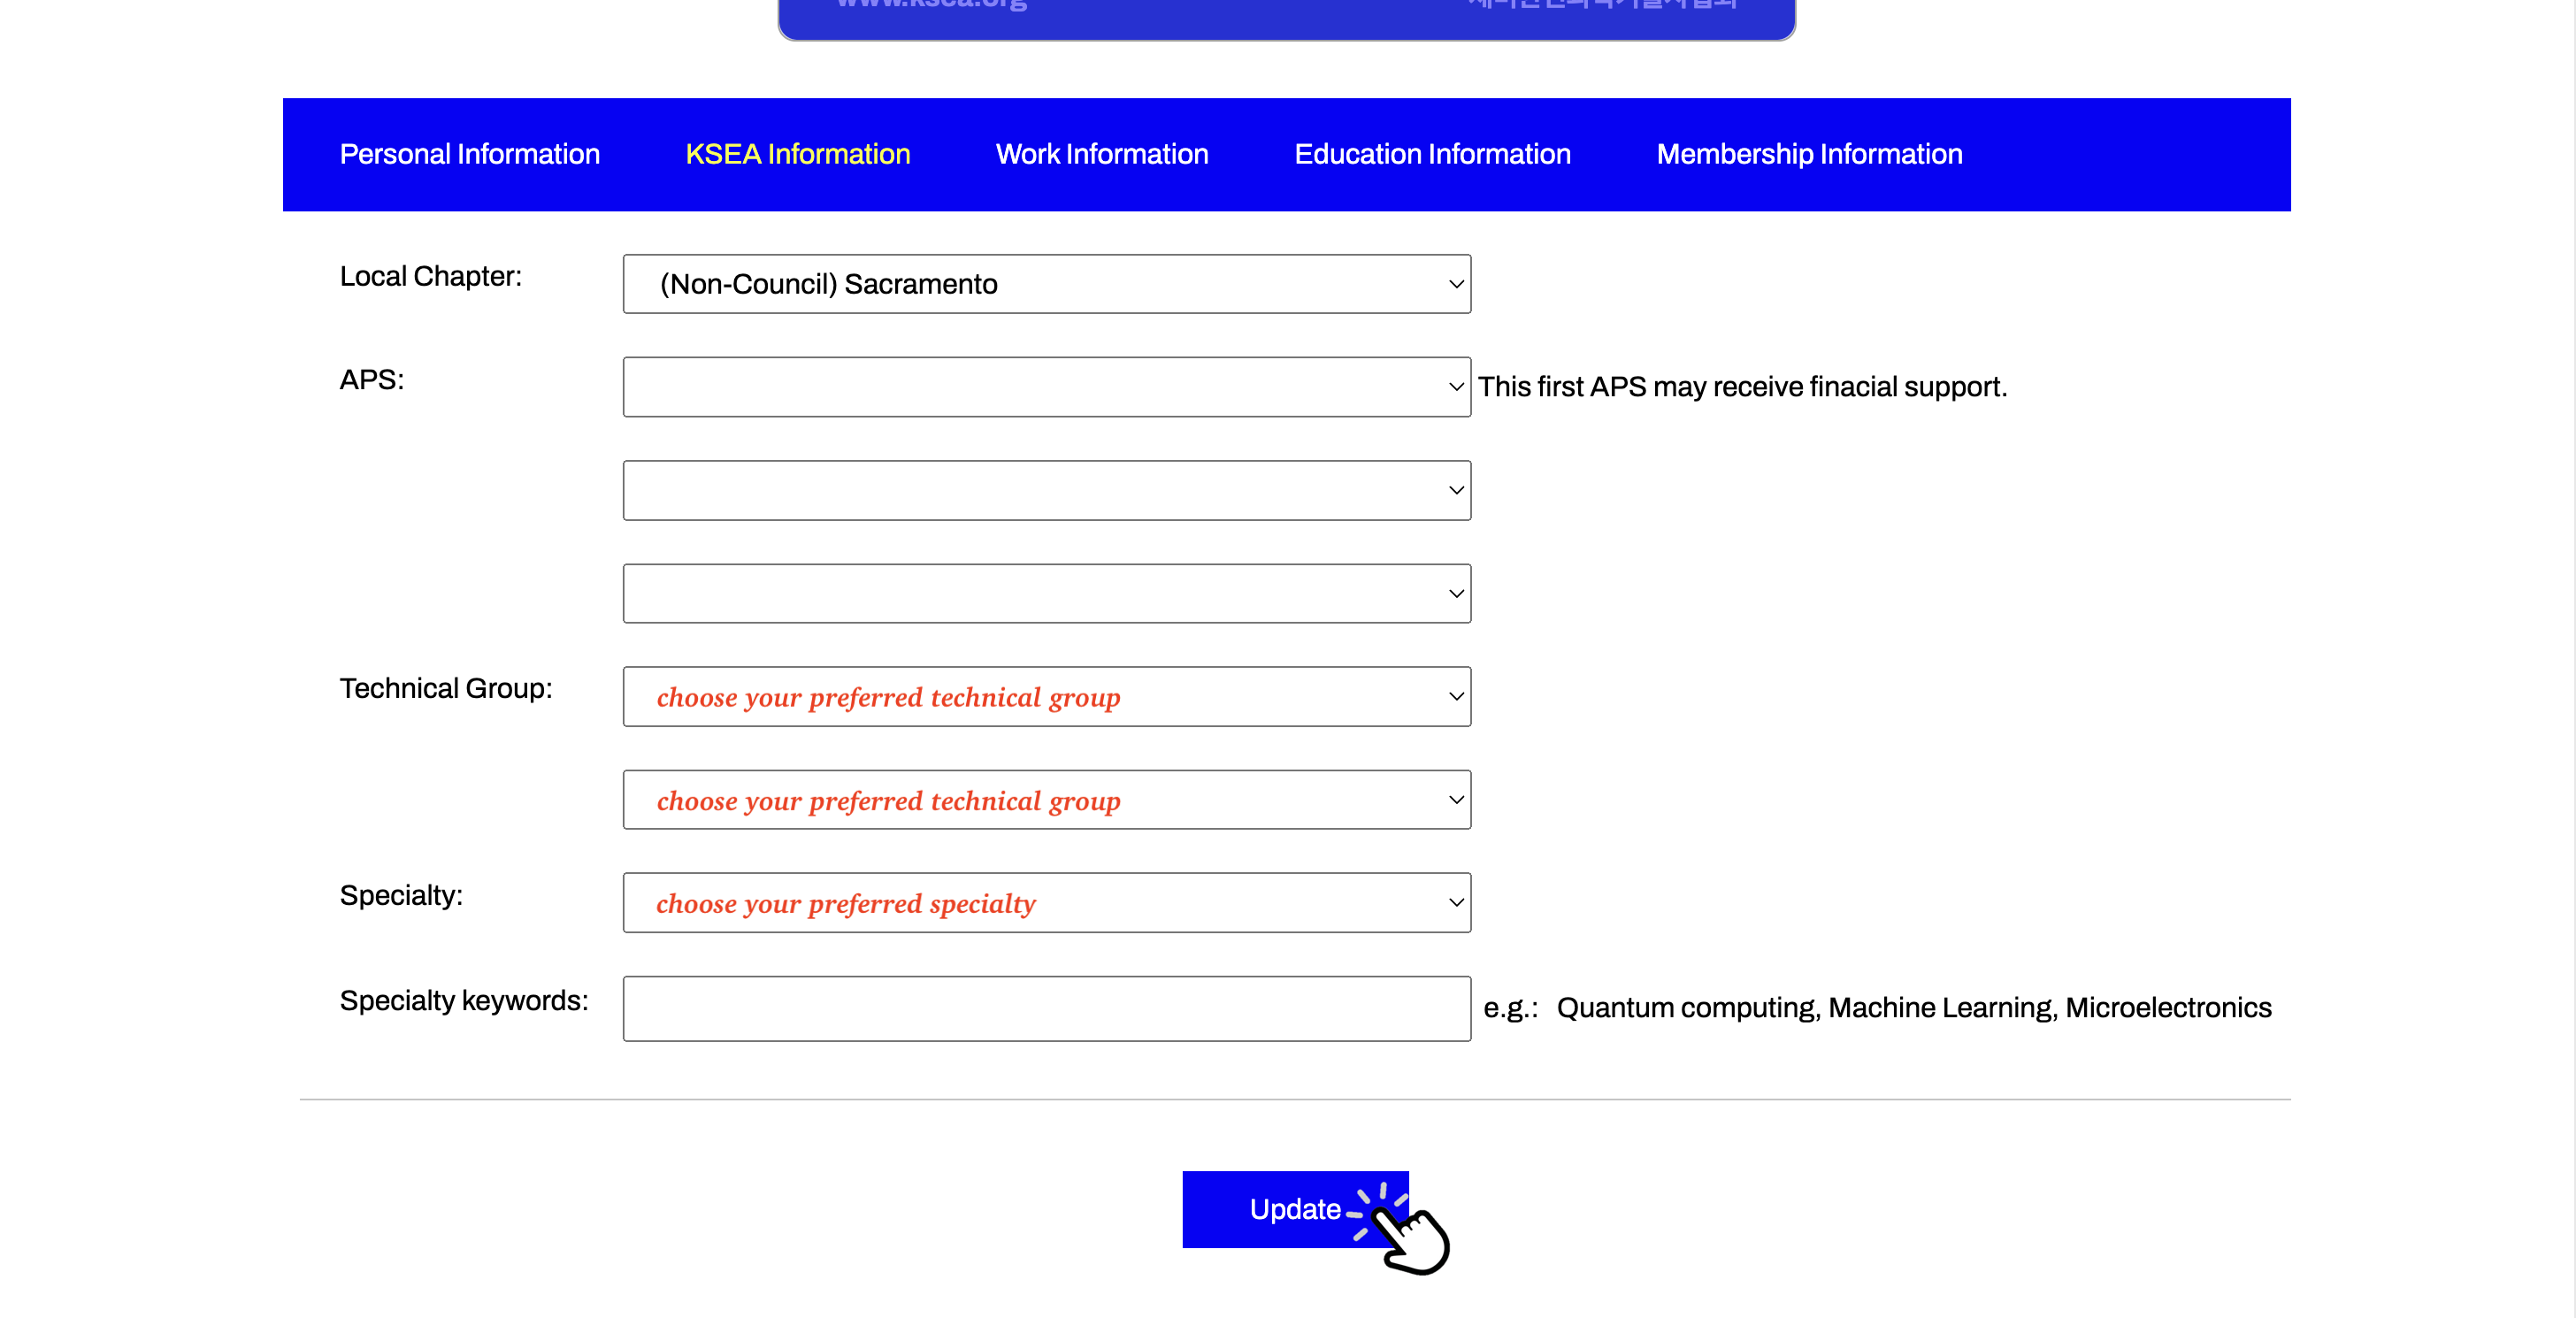 www.ksea.org
Personal Information KSEA Information Work Information Education Information Membership Information
Local Chapter: (Non-Council) Sacramento
APS: This first APS may receive finacial support.
Technical Group: choose your preferred technical group
choose your preferred technical group
Specialty: choose your preferred specialty
Specialty keywords: e.g.: Quantum computing, Machine Learning, Microelectronics
Update